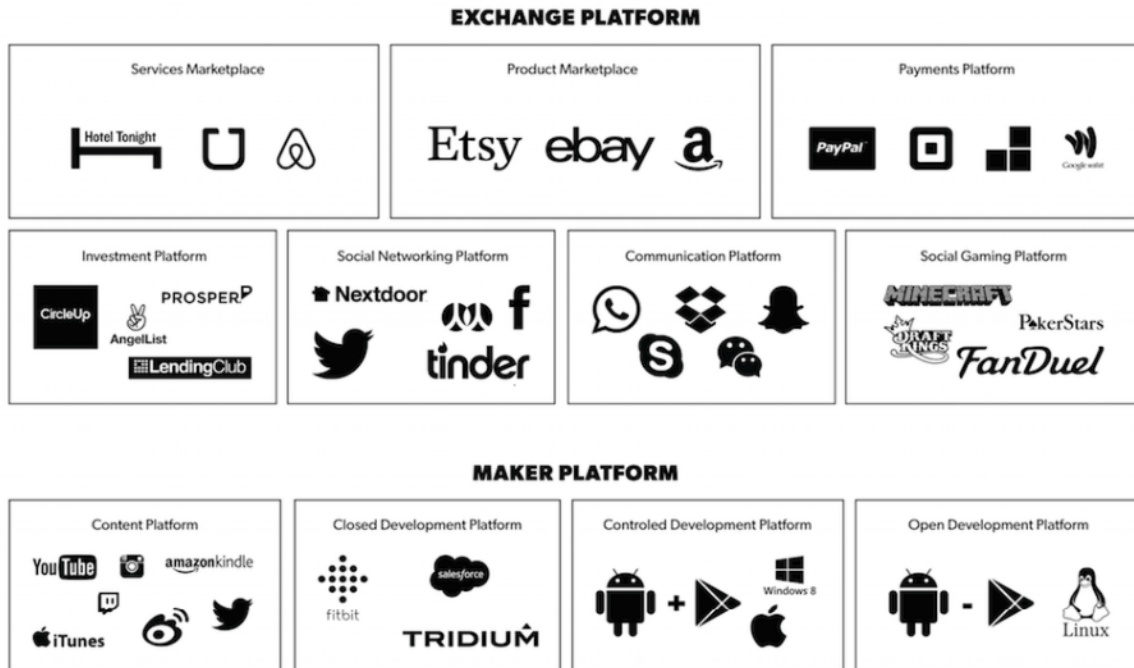 EXCHANGE PLATFORM
Services Marketplace
Hotel Tonight
Product Marketplace
Etsy ebay a
Payments Platform
PayPal
Google wallet
Investment Platform
CircleUp
PROSPER
AngelList
LendingClub
Social Networking Platform
Nextdoor
f
tinder
Communication Platform
S
Social Gaming Platform
MINECRAFT
PokerStars
DRAFT
KINGS
FanDuel
MAKER PLATFORM
Content Platform
YouTube
amazonkindle
iTunes
Closed Development Platform
fitbit
salesforce
TRIDIUM
Controled Development Platform
+
Windows 8
Open Development Platform
-
Linux